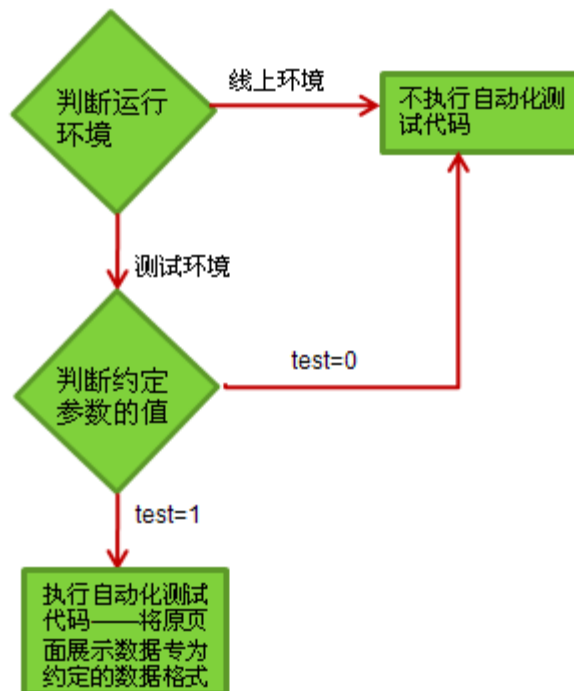 判断运行
环境
线上环境
不执行自动化测
试代码
测试环境
判断约定
参数的值
test=0
test=1
执行自动化测试
代码——将原页
面展示数据专为
约定的数据格式